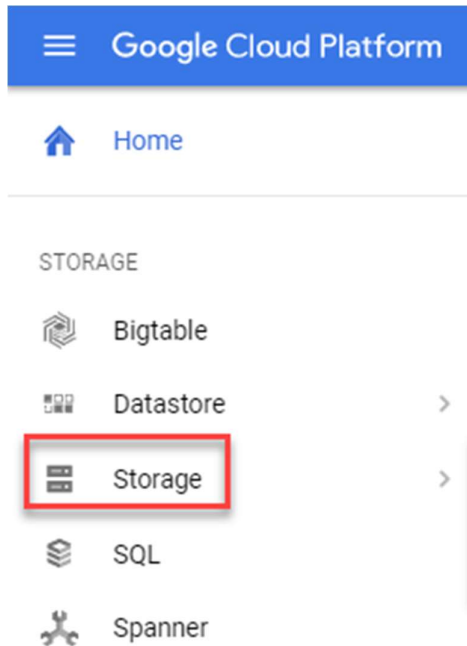 Google Cloud Platform
Home
STORAGE
Bigtable
Datastore
Storage
SQL
Spanner